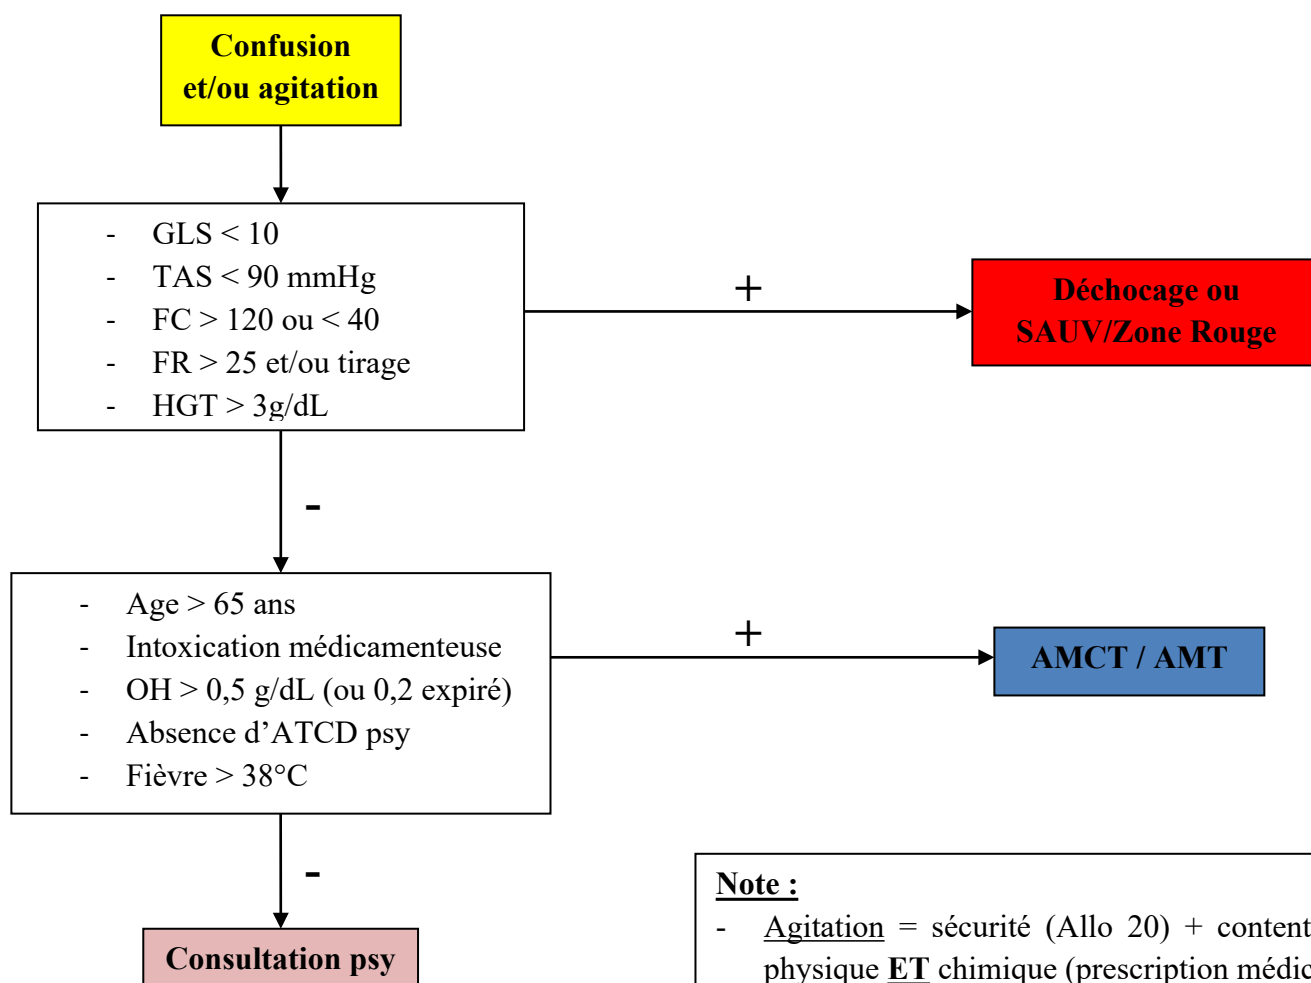 Confusion
et/ou agitation
- GLS < 10
- TAS < 90 mmHg
- FC > 120 ou < 40
- FR > 25 et/ou tirage
- HGT > 3g/dL
+
Déchocage ou
SAUV/Zone Rouge
-
- Age > 65 ans
- Intoxication médicamenteuse
- OH > 0,5 g/dL (ou 0,2 expiré)
- Absence d’ATCD psy
- Fièvre > 38°C
+
AMCT / AMT
-
Consultation psy
Note :
- Agitation = sécurité (Allo 20) + content
physique ET chimique (prescription médic